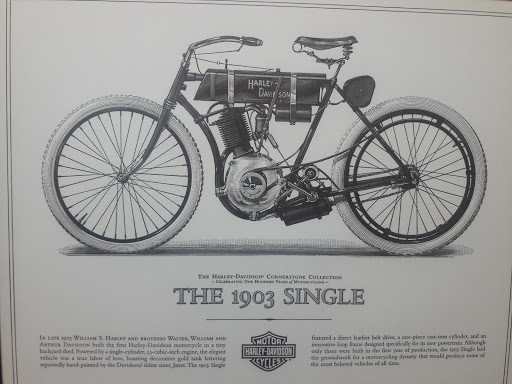 HARLEY-
DAVIDSON
THE HARLEY-DAVIDSON® CORNERSTONE COLLECTION
– CELEBRATING ONE HUNDRED YEARS of MOTORCYCLING –
THE 1903 SINGLE
IN LATE 1903 WILLIAM S. HARLEY AND BROTHERS WALTER, WILLIAM AND
ARTHUR DAVIDSON built the first Harley-Davidson motorcycle in a tiny
backyard shed. Powered by a single-cylinder, 25-cubic-inch engine, the elegant
vehicle was a true labor of love, boasting decorative gold tank lettering
reportedly hand-painted by the Davidsons' eldest sister, Janet. The 1903 Single
MOTOR
HARLEY-DAVIDSON
CYCLES
featured a direct leather belt drive, a one-piece cast-iron cylinder, and an
innovative loop frame designed specifically for its new powertrain. Although
only three were built in the first year of production, the 1903 Single laid
the groundwork for a motorcycling dynasty that would produce some of
the most beloved vehicles of all time.